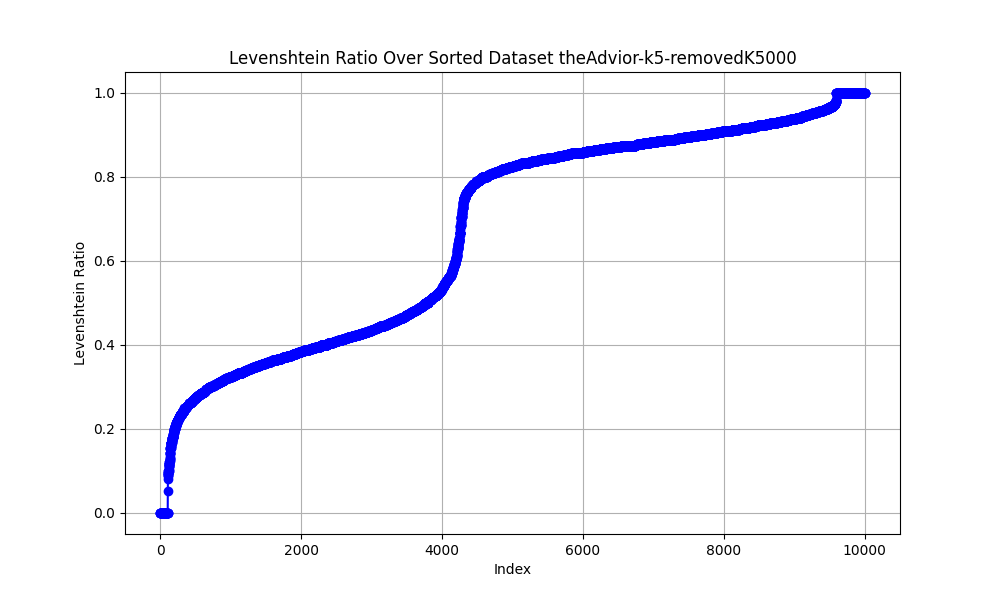 Levenshtein Ratio Over Sorted Dataset theAdvior-k5-removedK5000
1.0
0.8
0.6
0.4
0.2
0.0
Levenshtein Ratio
0 2000 4000 6000 8000 10000
Index